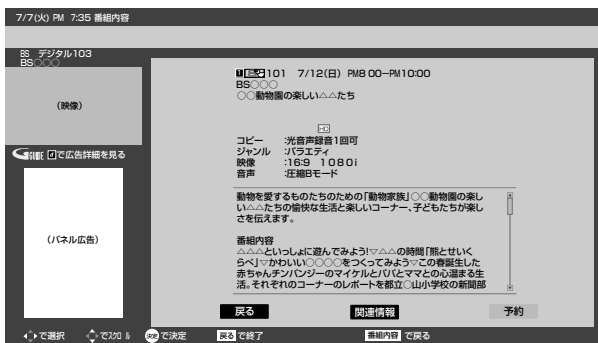 7/7(火) PM 7:35 番組内容
BS デジタル103
BS○○○
(映像)
GGUIDE dで広告詳細を見る
(パネル広告)
101 7/12(日) PM8:00−PM10:00
BS○○○
○○動物園の楽しい△△たち
コピー :光音声録音1回可
ジャンル :バラエティ
映像 :16:9 1080i
音声 :圧縮Bモード
動物を愛するものたちのための「動物家族」○○動物園の楽し
い△△たちの愉快な生活と楽しいコーナー、子どもたちが楽し
さを伝えます。
番組内容
△△△といっしょに遊んでみよう!▽△△の時間「熊とせいく
らべ」▽かわいい○○○○をつくってみよう▽この春誕生した
赤ちゃんチンパンジーのマイケルとパパとママとの心温まる生
活。それぞれのコーナーのレポートを都立○山小学校の新聞部
戻る 関連情報 予約
で選択 でスクロール 決定 で決定 戻る で終了 番組内容 で戻る